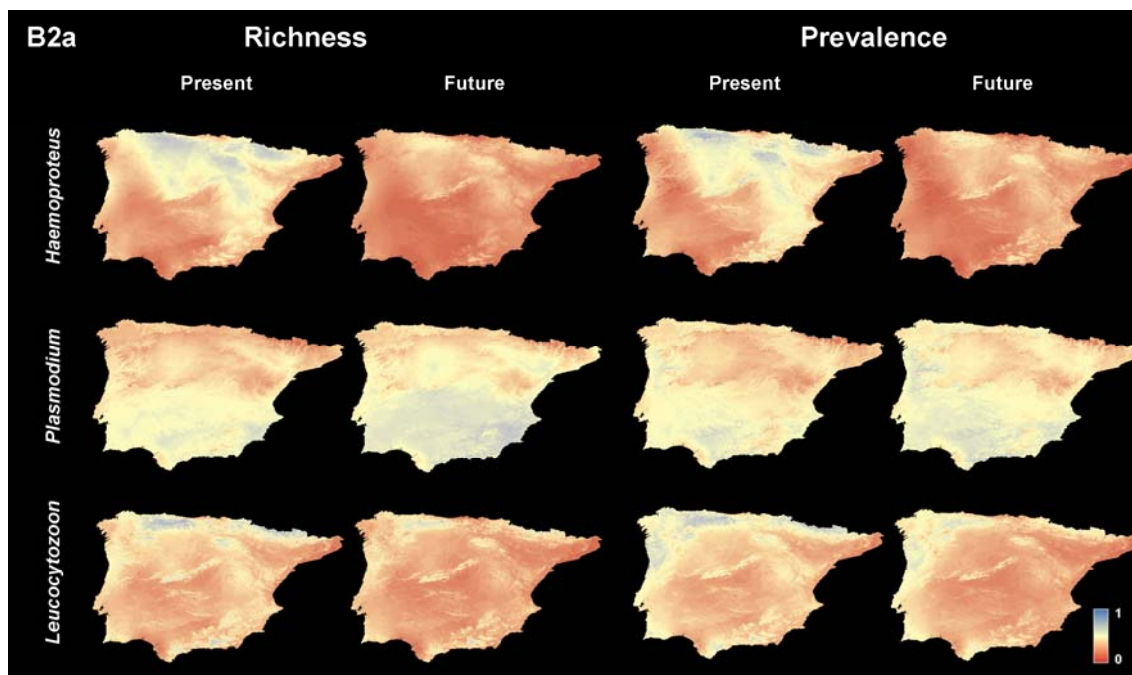 B2a Richness Prevalence
Present Future Present Future
Haemoproteus
Plasmodium
Leucocytozoon
1
0